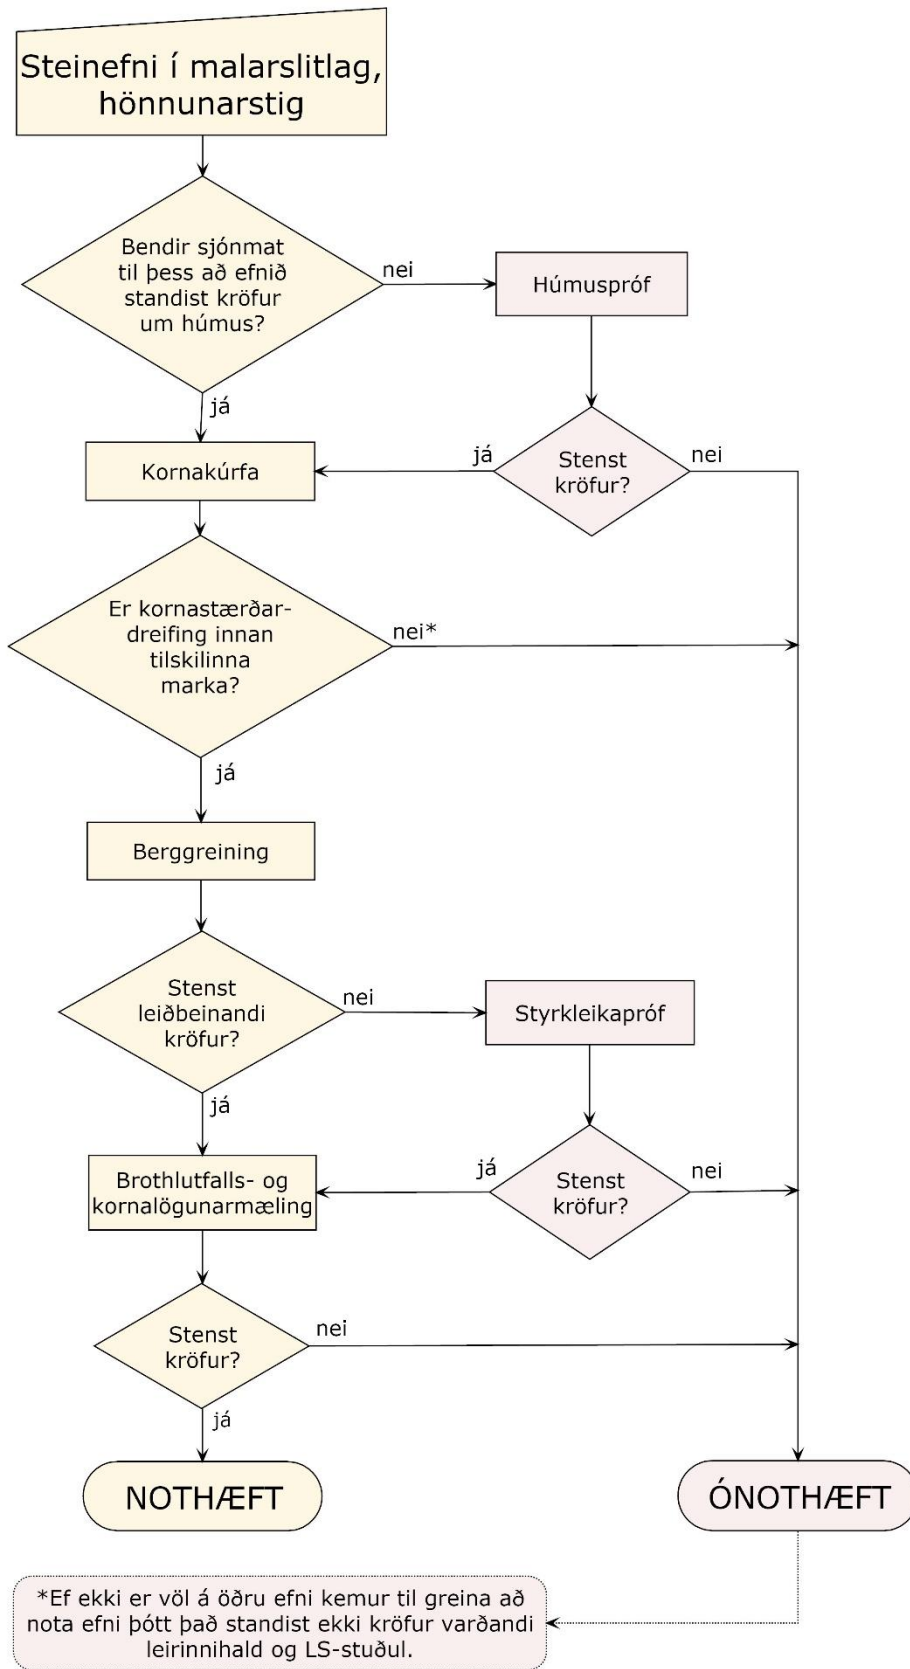 Steinefni í malarslitlag,
hönnunarstig
Bendir sjónmat
til þess að efnið
standist kröfur
um húmus?
nei
Húmuspróf
já
Kornakúrfa
já
Stenst
kröfur?
nei
Er kornastærðar-
dreifing innan
tilskilinna
marka?
nei*
já
Berggreining
Stenst
leiðbeinandi
kröfur?
nei
Styrkleikapróf
já
Brothlutfalls- og
kornalögunarmæling
já
Stenst
kröfur?
nei
Stenst
kröfur?
nei
já
NOTHÆFT
ÓNOTHÆFT
*Ef ekki er völ á öðru efni kemur til greina að
nota efni þótt það standist ekki kröfur varðandi
leirinnihald og LS-stuðul.